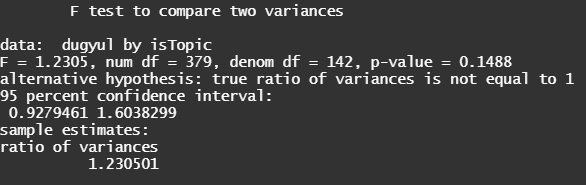 F test to compare two variances
data:  dugyul by isTopic
F = 1.2305, num df = 379, denom df = 142, p-value = 0.1488
alternative hypothesis: true ratio of variances is not equal to 1
95 percent confidence interval:
0.9279461 1.6038299
sample estimates:
ratio of variances
1.230501